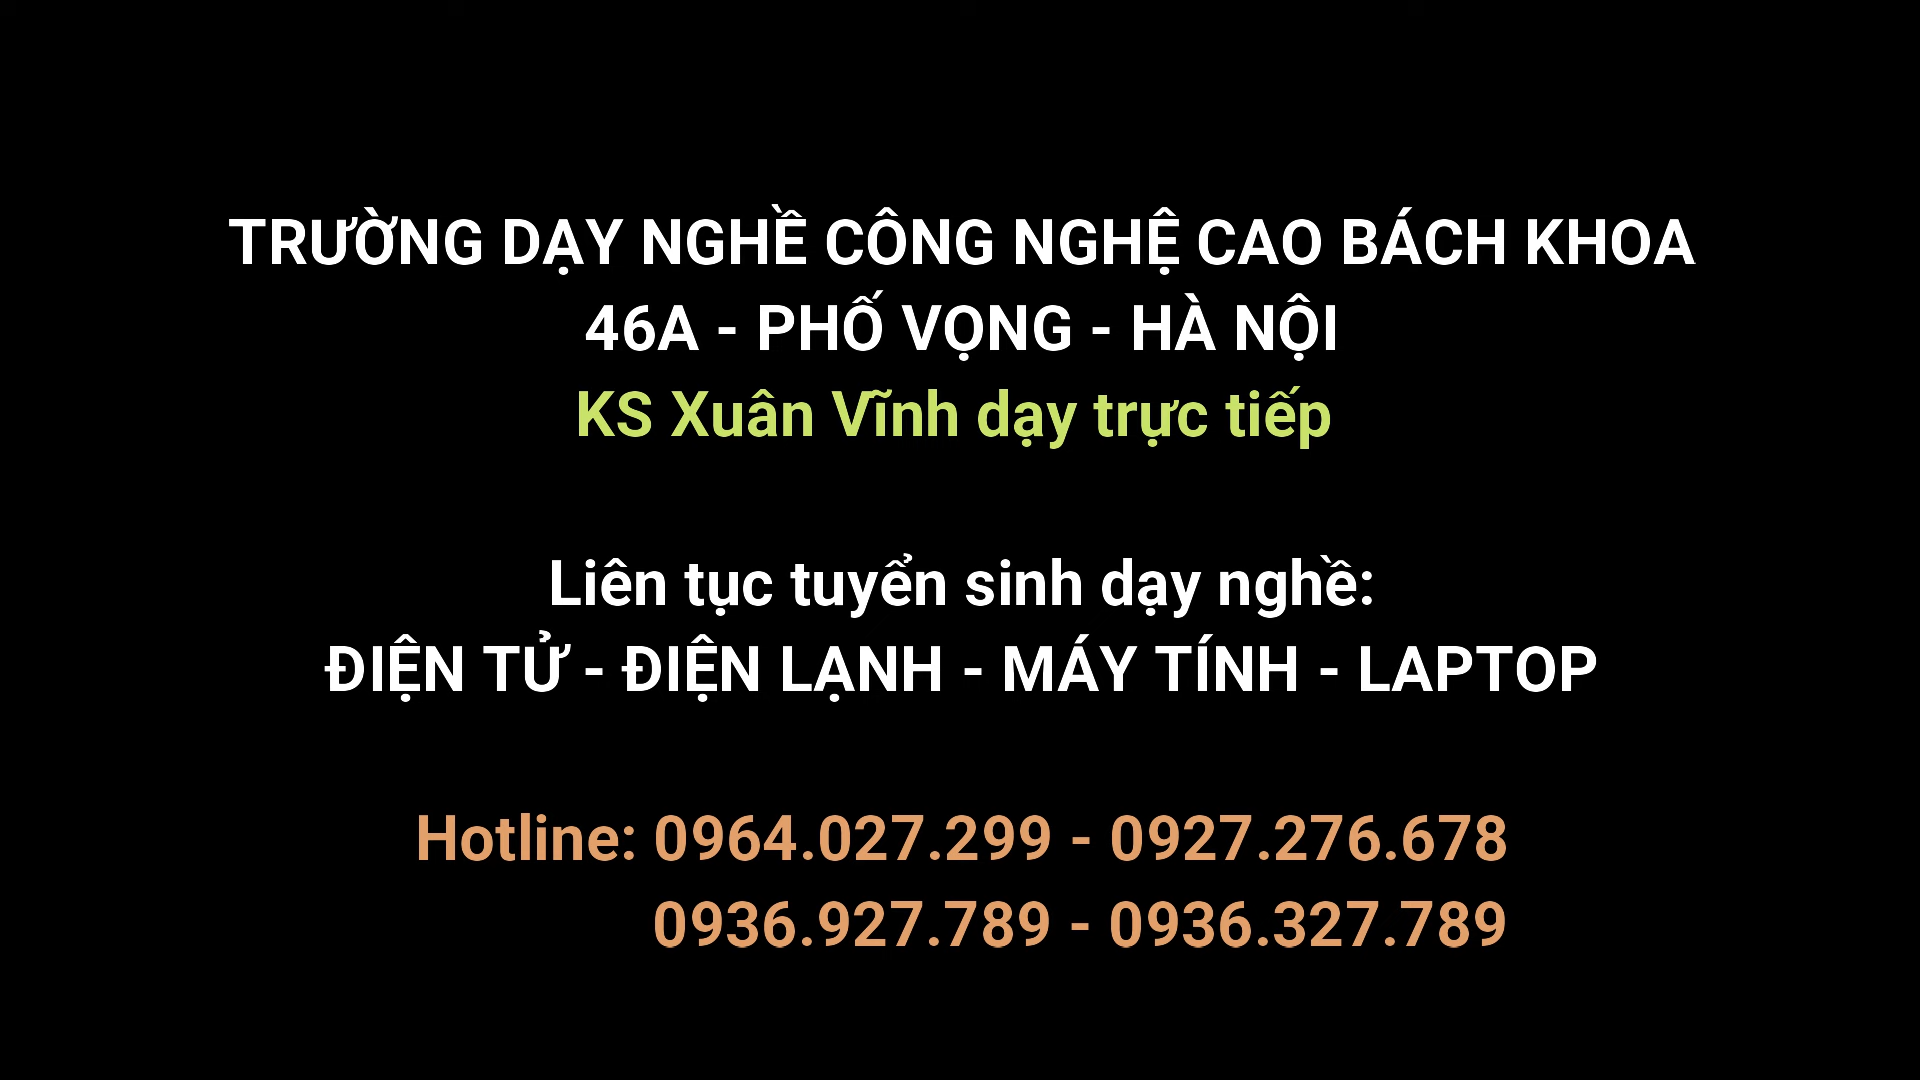 TRƯỜNG DẠY NGHỀ CÔNG NGHỆ CAO BÁCH KHOA
46A - PHỐ VỌNG - HÀ NỘI
KS Xuân Vĩnh dạy trực tiếp
Liên tục tuyển sinh dạy nghề:
ĐIỆN TỬ - ĐIỆN LẠNH - MÁY TÍNH - LAPTOP
Hotline: 0964.027.299 - 0927.276.678
0936.927.789 - 0936.327.789